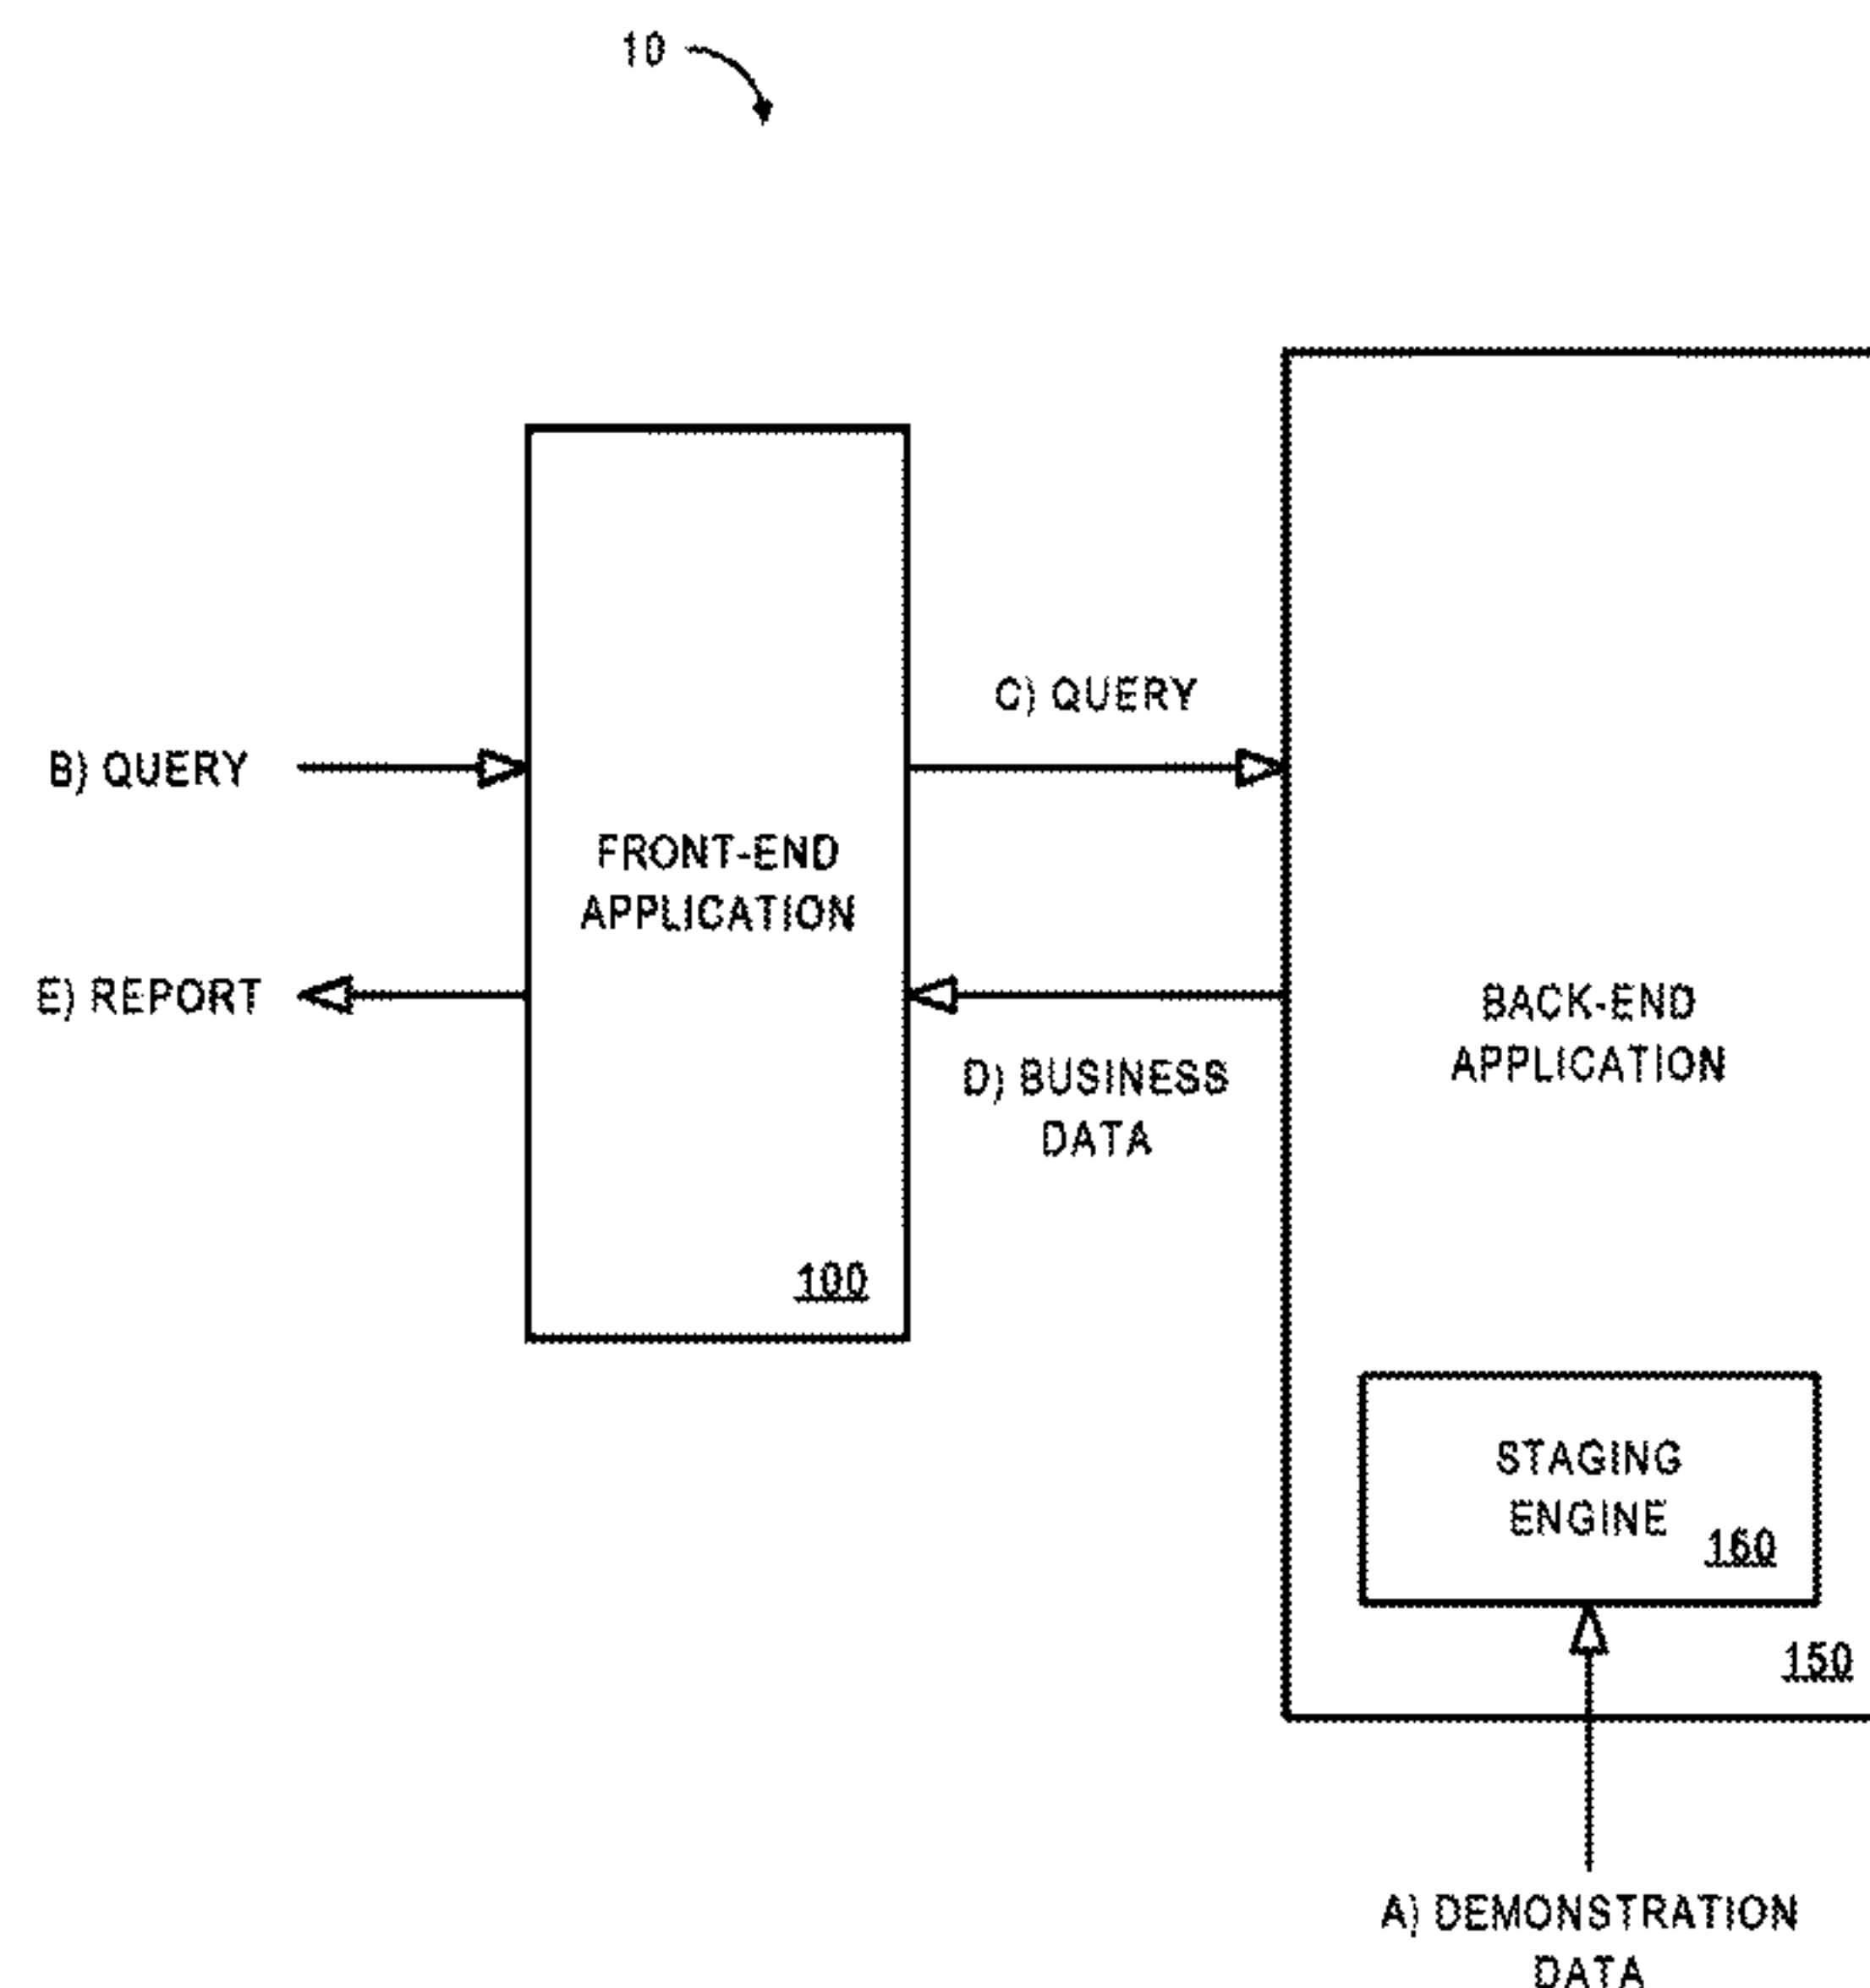 10
C) QUERY
B) QUERY
FRONT-END
APPLICATION
E) REPORT
BACK-END
APPLICATION
D) BUSINESS
DATA
100
STAGING
ENGINE
160
150
A) DEMONSTRATION
DATA